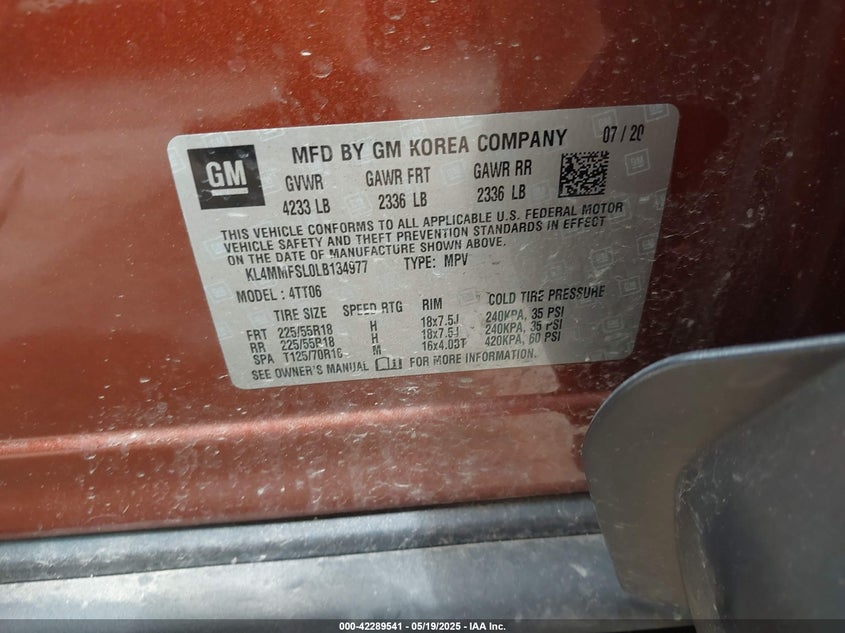 GM
MFD BY GM KOREA COMPANY 07 / 20
GVWR GAWR FRT GAWR RR
4233 LB 2336 LB 2336 LB
THIS VEHICLE CONFORMS TO ALL APPLICABLE U.S. FEDERAL MOTOR
VEHICLE SAFETY AND THEFT PREVENTION STANDARDS IN EFFECT
ON THE DATE OF MANUFACTURE SHOWN ABOVE.
KL4MMFSL0LB134977 TYPE: MPV
MODEL: 4TT06
TIRE SIZE SPEED RTG RIM COLD TIRE PRESSURE
FRT 225/55R18 H 18x7.5J 240KPA, 35 PSI
RR 225/55R18 H 18x7.5J 240KPA, 35 PSI
SPA T125/70R16 M 16x4.00T 420KPA, 60 PSI
SEE OWNER'S MANUAL FOR MORE INFORMATION.
000-42289541 - 05/19/2025 - IAA Inc.